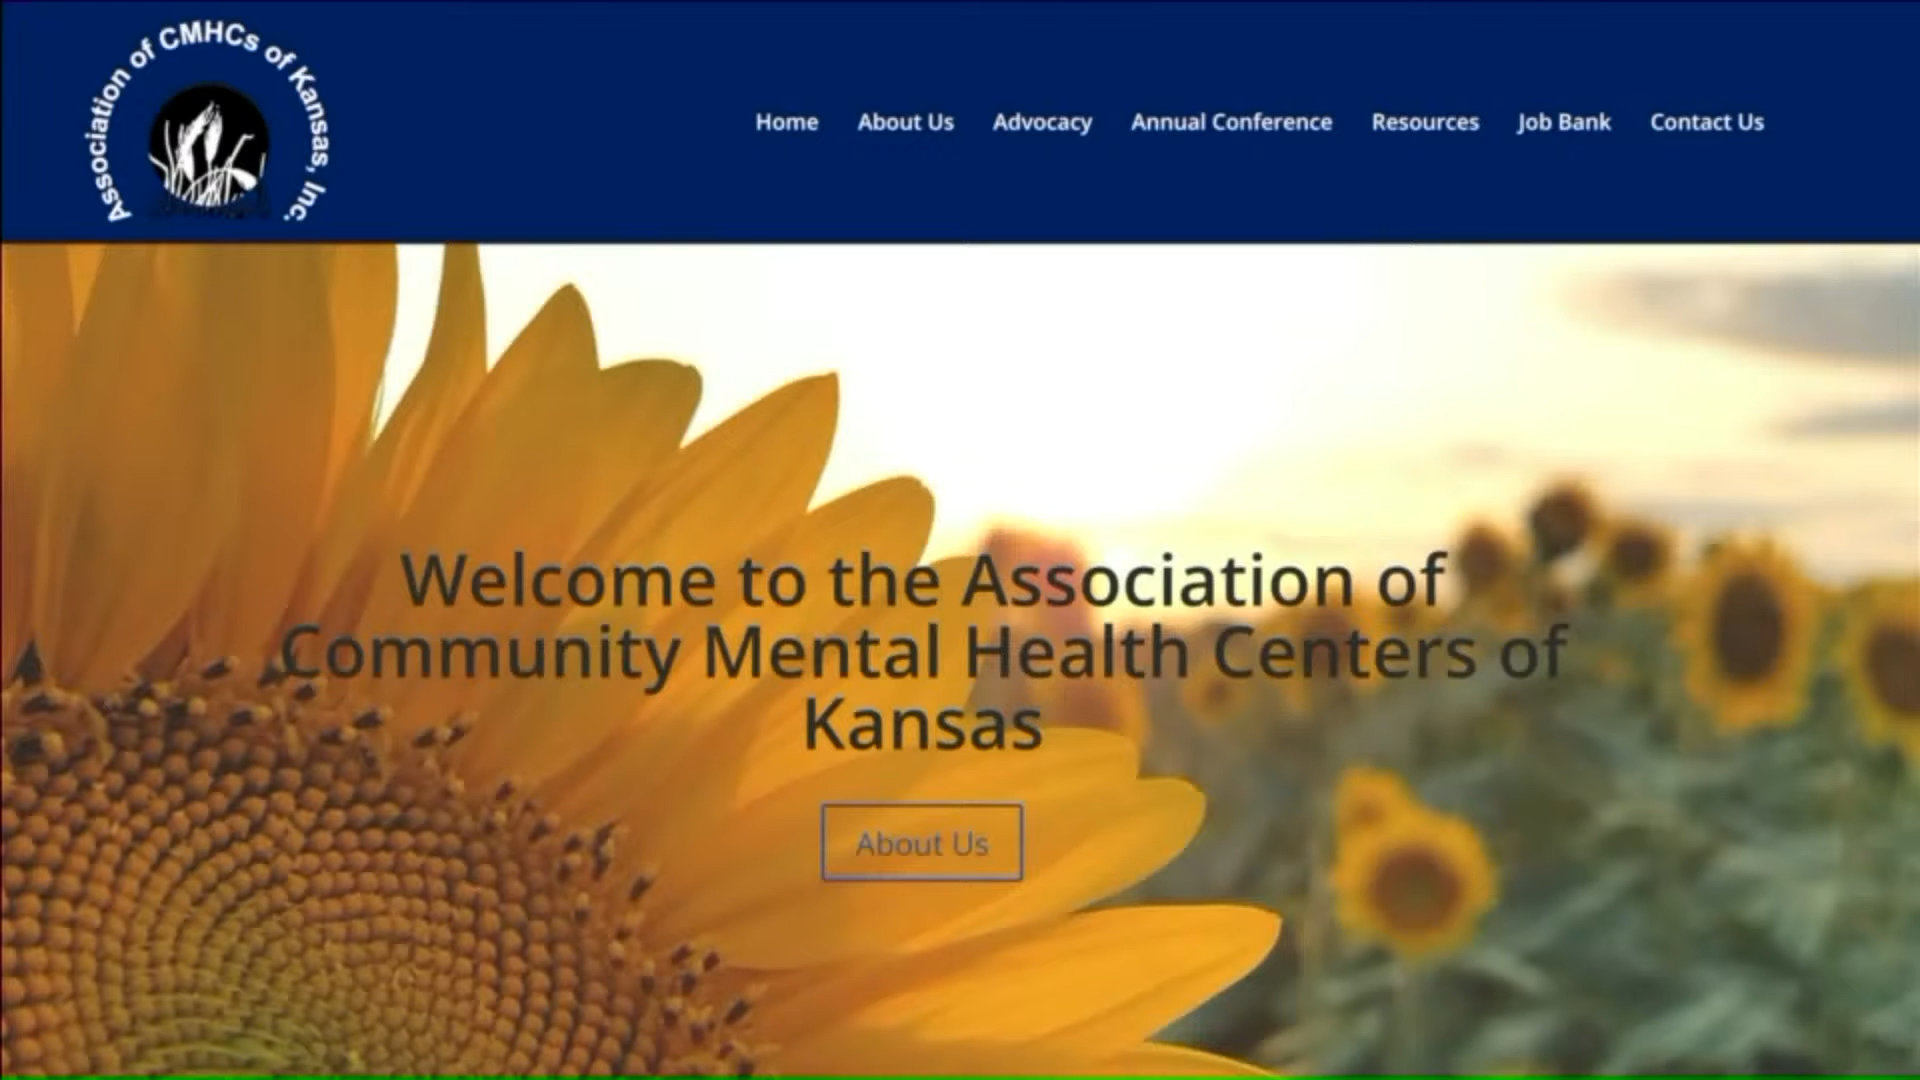 Association of CMHCs of Kansas, Inc.
Home About Us Advocacy Annual Conference Resources Job Bank Contact Us
Welcome to the Association of
Community Mental Health Centers of
Kansas
About Us